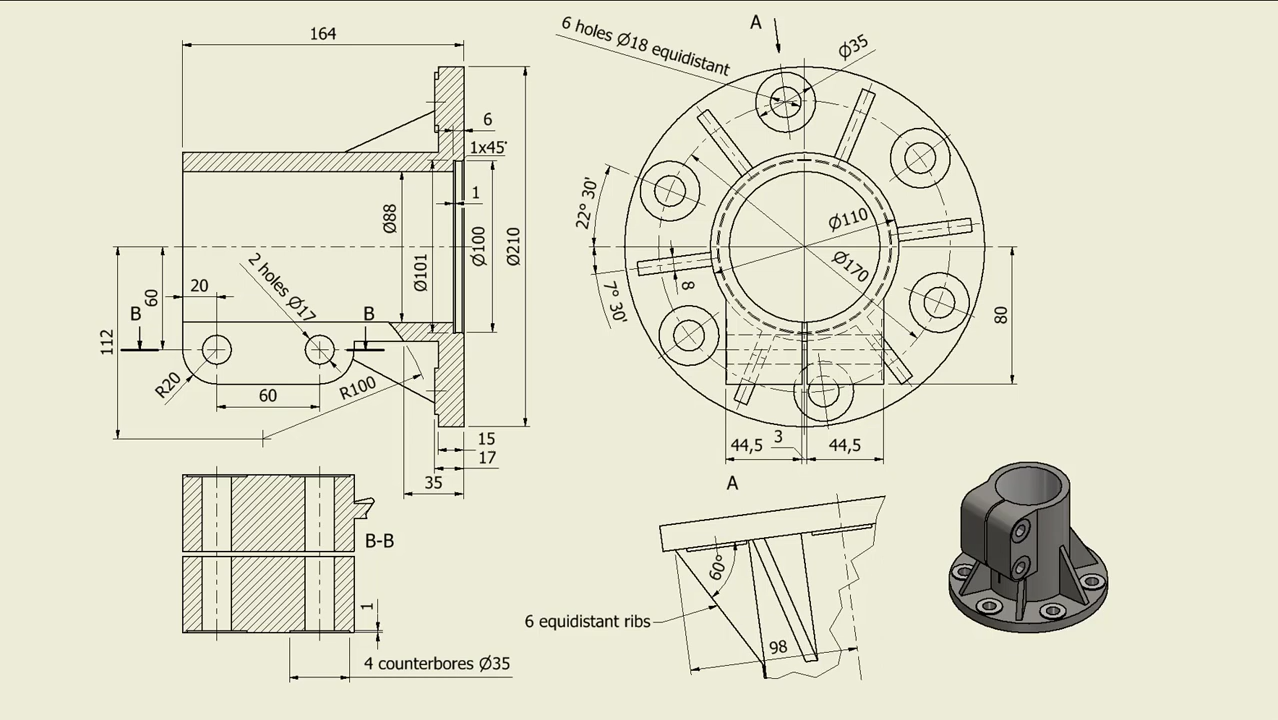 164
6
1x45°
1
Ø88
Ø101
Ø100
Ø210
20
60
2 holes Ø17
B
B
112
R20
R100
60
15
17
35
6 holes Ø18 equidistant
A
Ø35
22° 30'
7° 30'
8
Ø110
Ø170
80
44,5
3
44,5
B-B
1
4 counterbores Ø35
A
60°
6 equidistant ribs
98